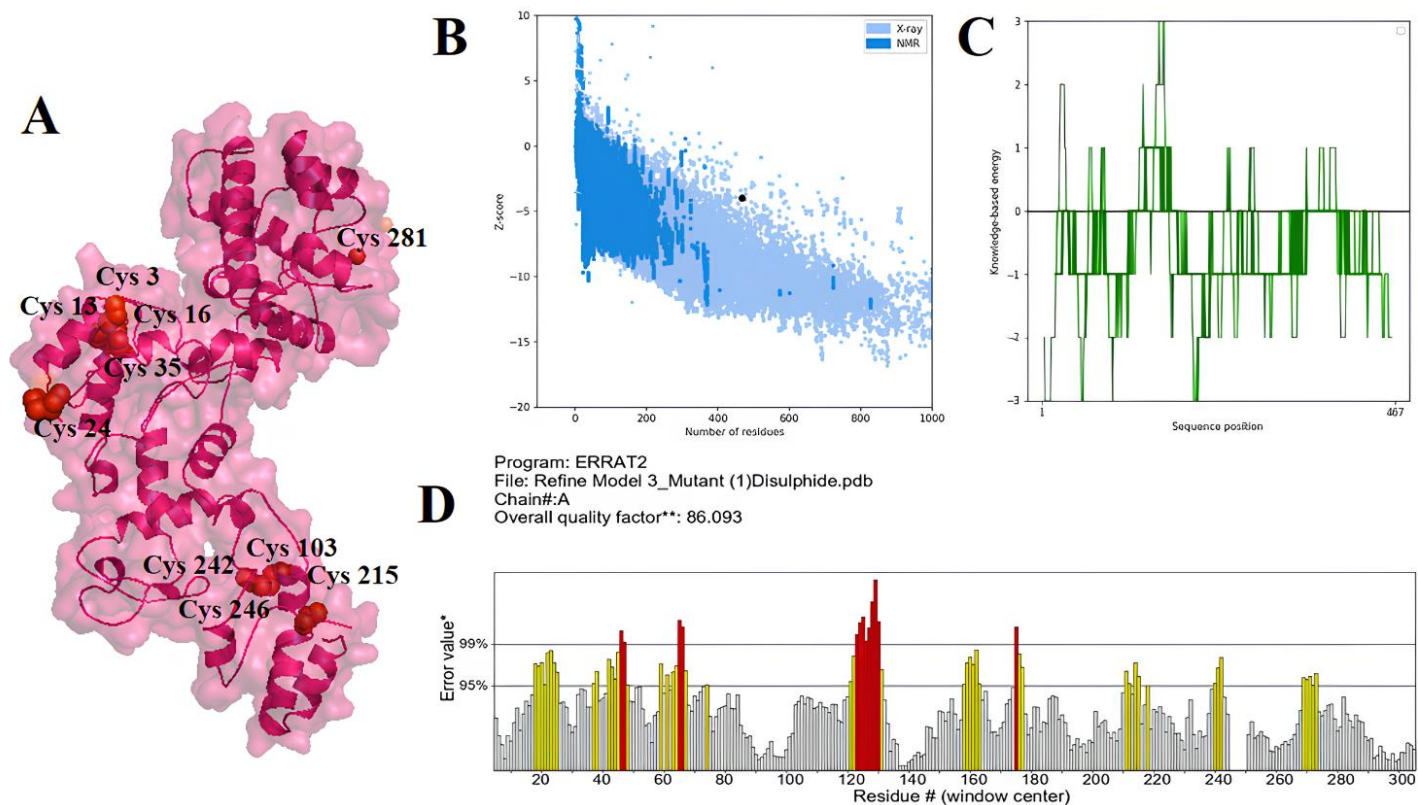 A
Cys 281
Cys 3
Cys 13
Cys 16
Cys 35
Cys 24
Cys 103
Cys 242
Cys 215
Cys 246
B
10
5
0
−5
−10
−15
−20
Z-score
X-ray
NMR
0 200 400 600 800 1000
Number of residues
C
3
2
1
0
−1
−2
−3
Knowledge-based energy
1 467
Sequence position
D
Program: ERRAT2
File: Refine Model 3_Mutant (1)Disulphide.pdb
Chain#:A
Overall quality factor**: 86.093
Error value*
99%
95%
20 40 60 80 100 120 140 160 180 200 220 240 260 280 300
Residue # (window center)